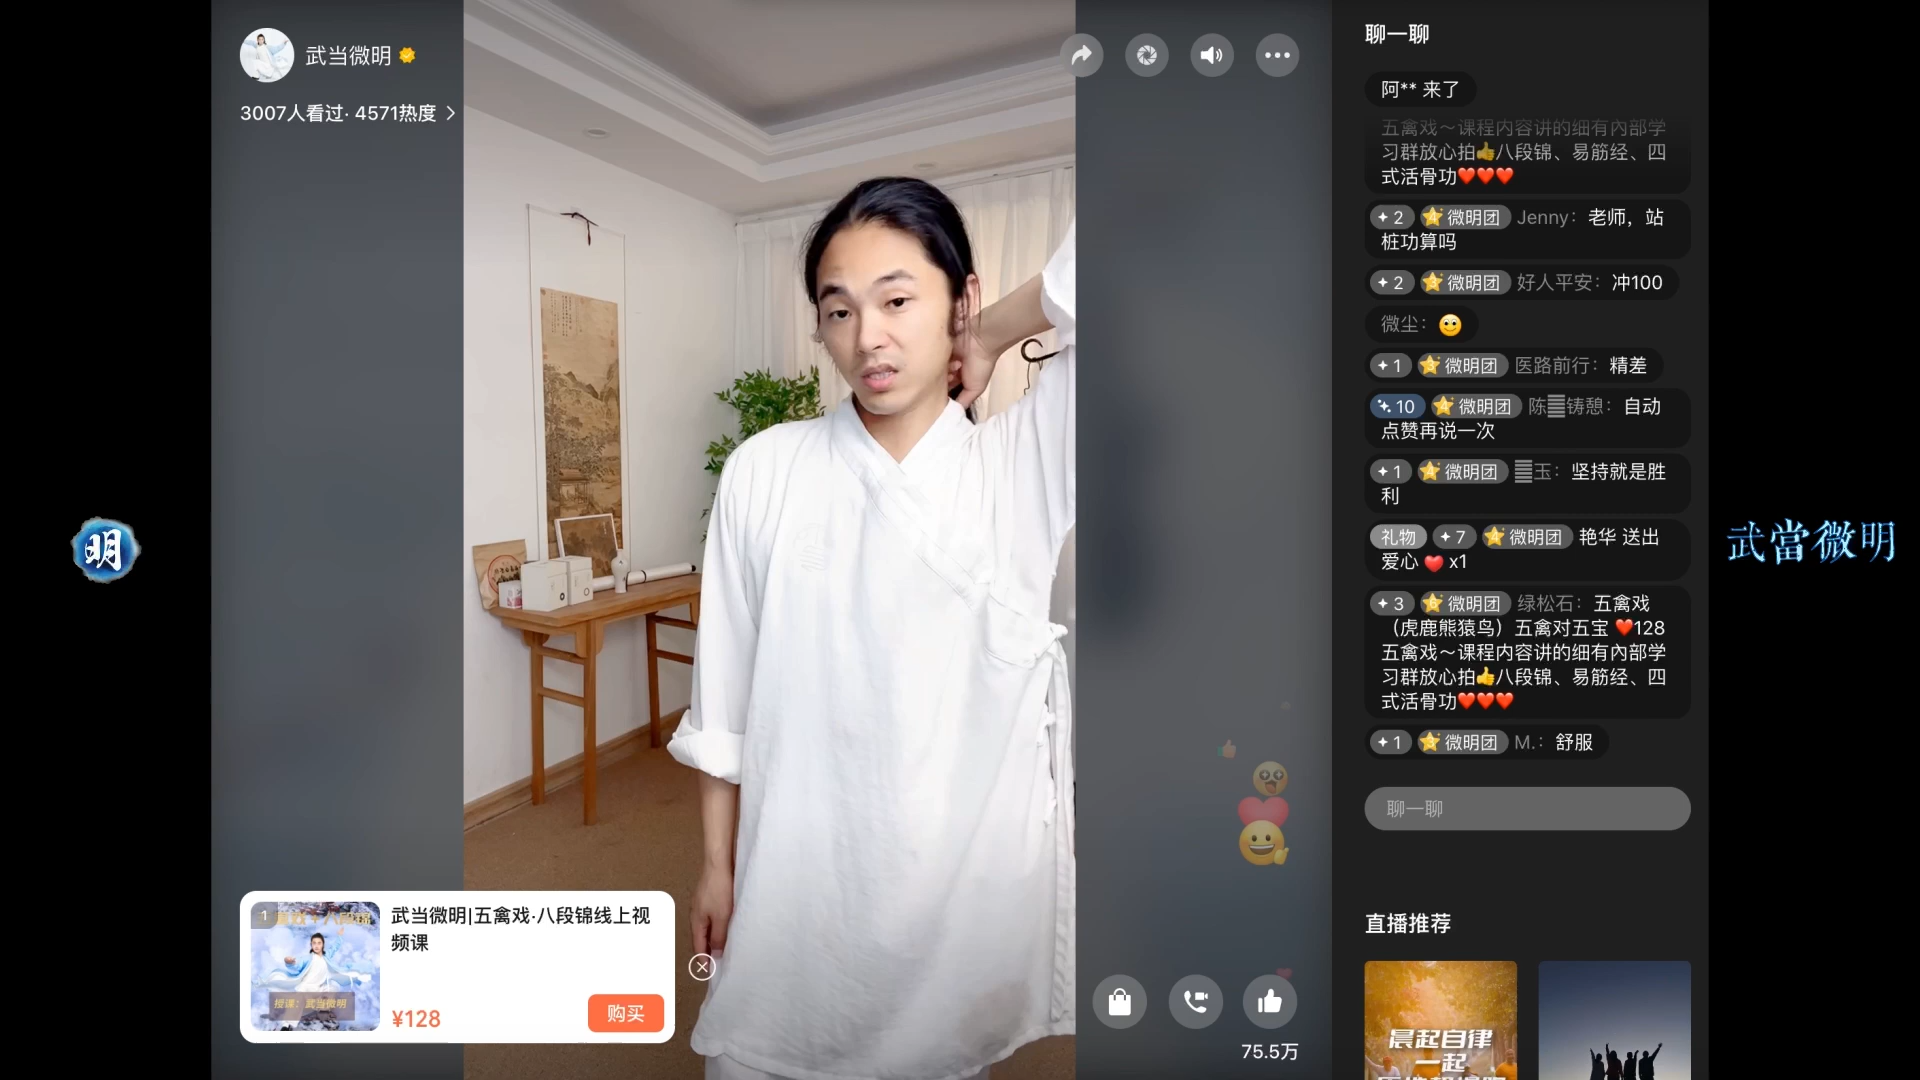 武当微明
3007人看过· 4571热度
聊一聊
阿** 来了
五禽戏～课程内容讲的细有內部学
习群放心拍👍八段锦、易筋经、四
式活骨功❤️❤️❤️
2 微明团 Jenny：老师，站
桩功算吗
2 微明团 好人平安：冲100
微尘：🙂
1 微明团 医路前行：精差
10 微明团 陈䒤铸憩：自动
点赞再说一次
1 微明团 玉：坚持就是胜
利
礼物 7 微明团 艳华 送出
爱心 ❤️ x1
3 微明团 绿松石：五禽戏
（虎鹿熊猿鸟）五禽对五宝 ❤️128
五禽戏～课程内容讲的细有內部学
习群放心拍👍八段锦、易筋经、四
式活骨功❤️❤️❤️
1 微明团 M.：舒服
聊一聊
明
武當微明
1
授课：武当微明
武当微明|五禽戏·八段锦线上视
频课
¥128
购买
75.5万
直播推荐
晨起自律
一起